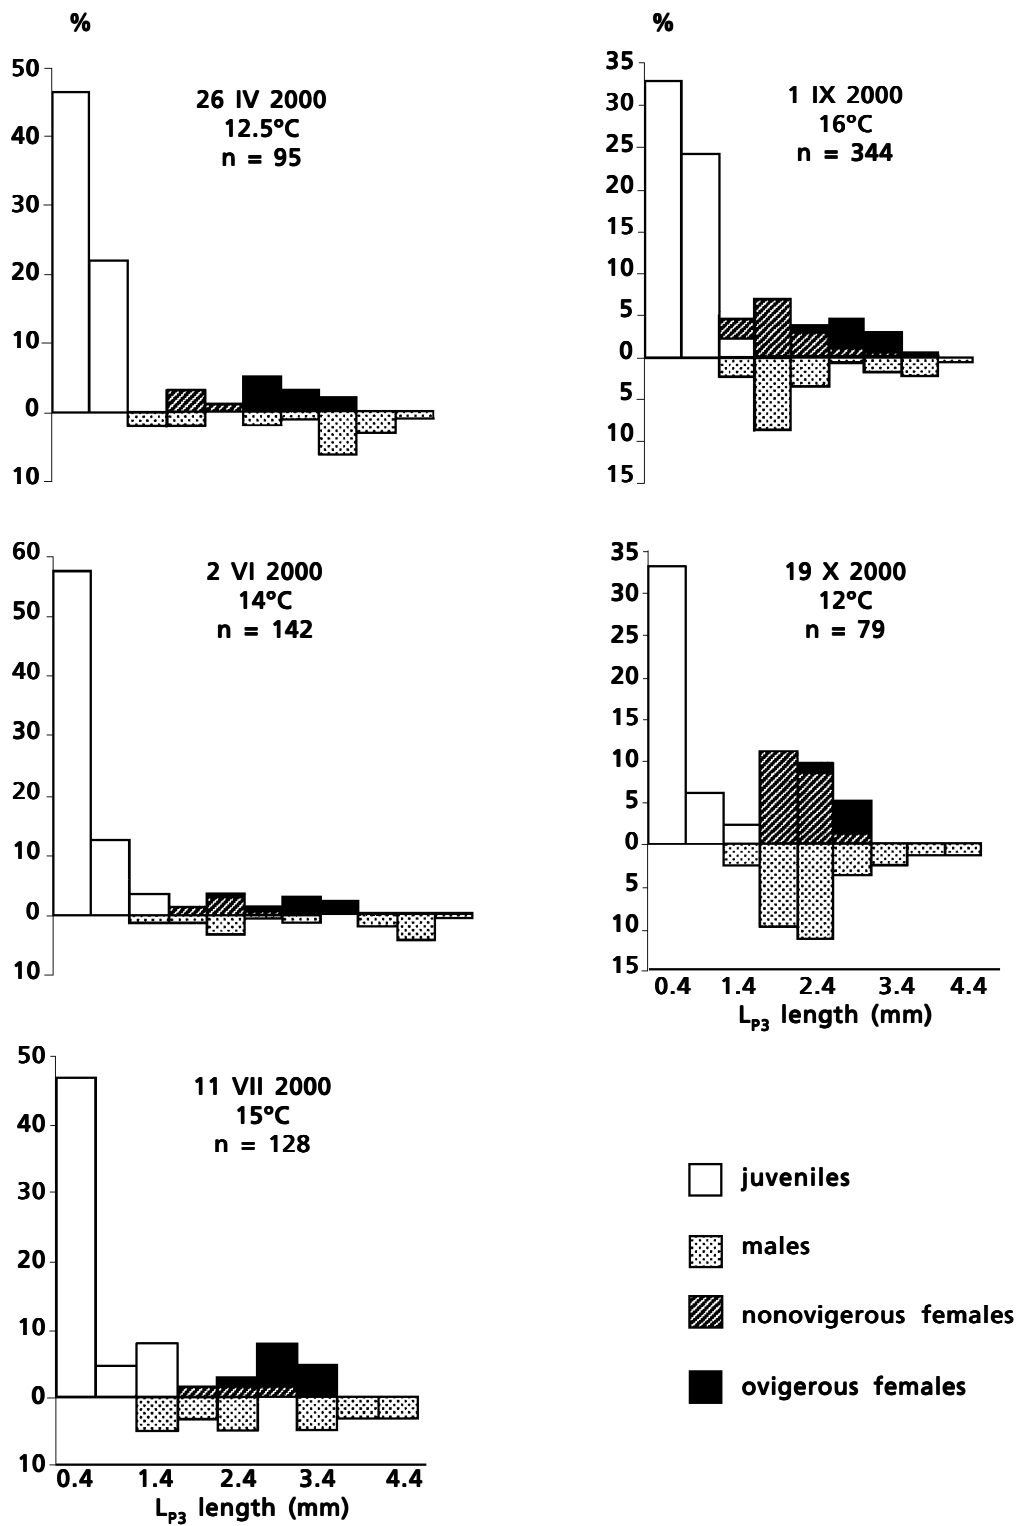 %
50
40
30
20
10
0
10
26 IV 2000
12.5°C
n = 95
%
35
30
25
20
15
10
5
0
5
10
15
1 IX 2000
16°C
n = 344
60
50
40
30
20
10
0
10
2 VI 2000
14°C
n = 142
35
30
25
20
15
10
5
0
5
10
15
19 X 2000
12°C
n = 79
0.4 1.4 2.4 3.4 4.4
LP3 length (mm)
50
40
30
20
10
0
10
11 VII 2000
15°C
n = 128
0.4 1.4 2.4 3.4 4.4
LP3 length (mm)
juveniles
males
nonovigerous females
ovigerous females